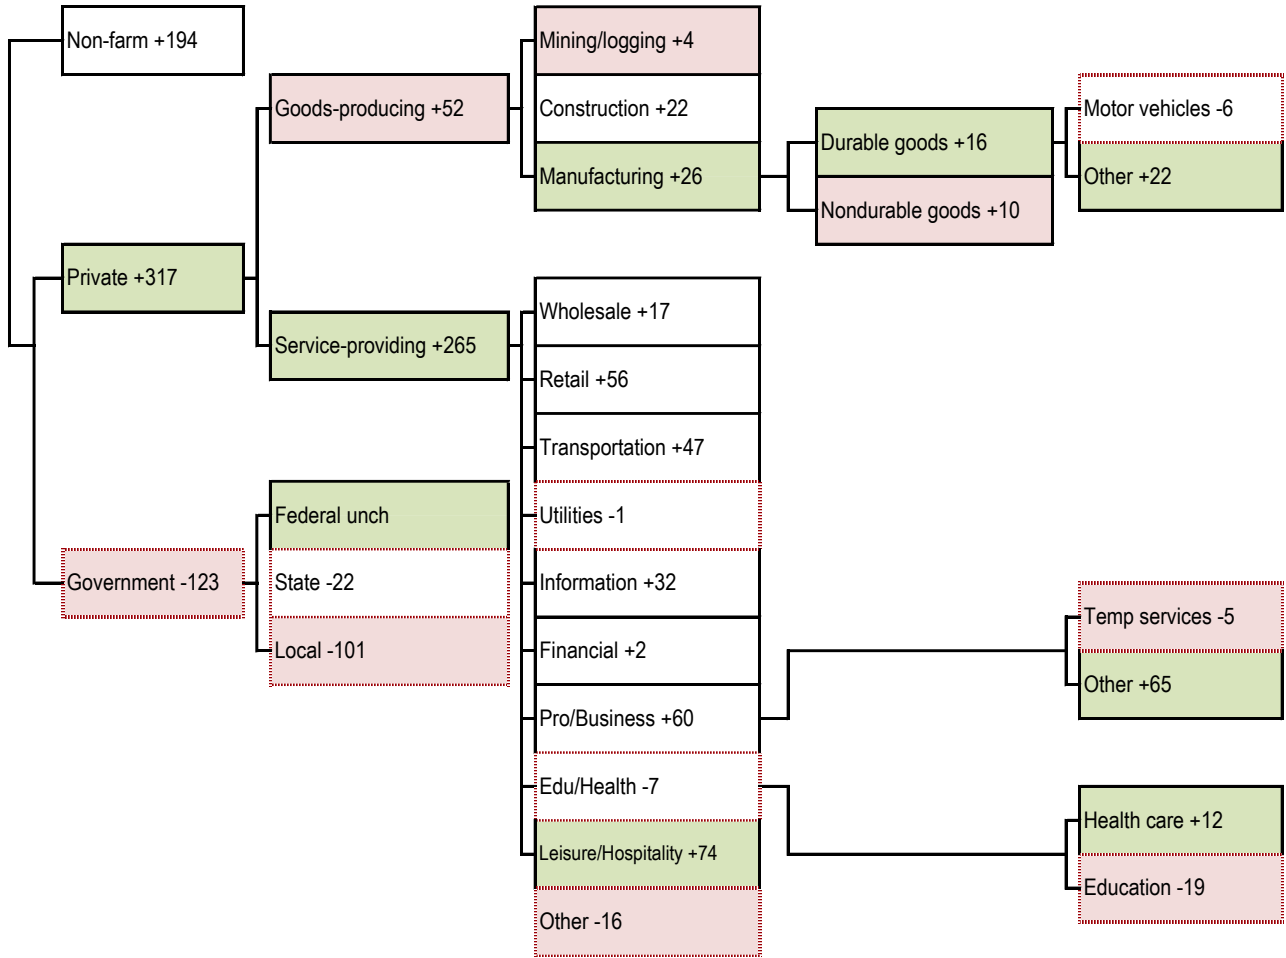 Non-farm +194
Private +317
Government -123
Goods-producing +52
Service-providing +265
Federal unch
State -22
Local -101
Mining/logging +4
Construction +22
Manufacturing +26
Wholesale +17
Retail +56
Transportation +47
Utilities -1
Information +32
Financial +2
Pro/Business +60
Edu/Health -7
Leisure/Hospitality +74
Other -16
Durable goods +16
Nondurable goods +10
Motor vehicles -6
Other +22
Temp services -5
Other +65
Health care +12
Education -19